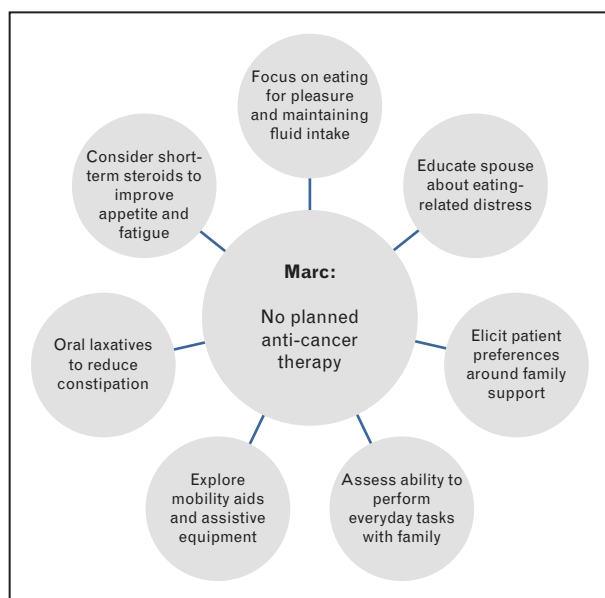 Focus on eating
for pleasure
and maintaining
fluid intake
Educate spouse
about eating-
related distress
Elicit patient
preferences
around family
support
Assess ability to
perform
everyday tasks
with family
Explore
mobility aids
and assistive
equipment
Oral laxatives
to reduce
constipation
Consider short-
term steroids to
improve
appetite and
fatigue
Marc:
No planned
anti-cancer
therapy